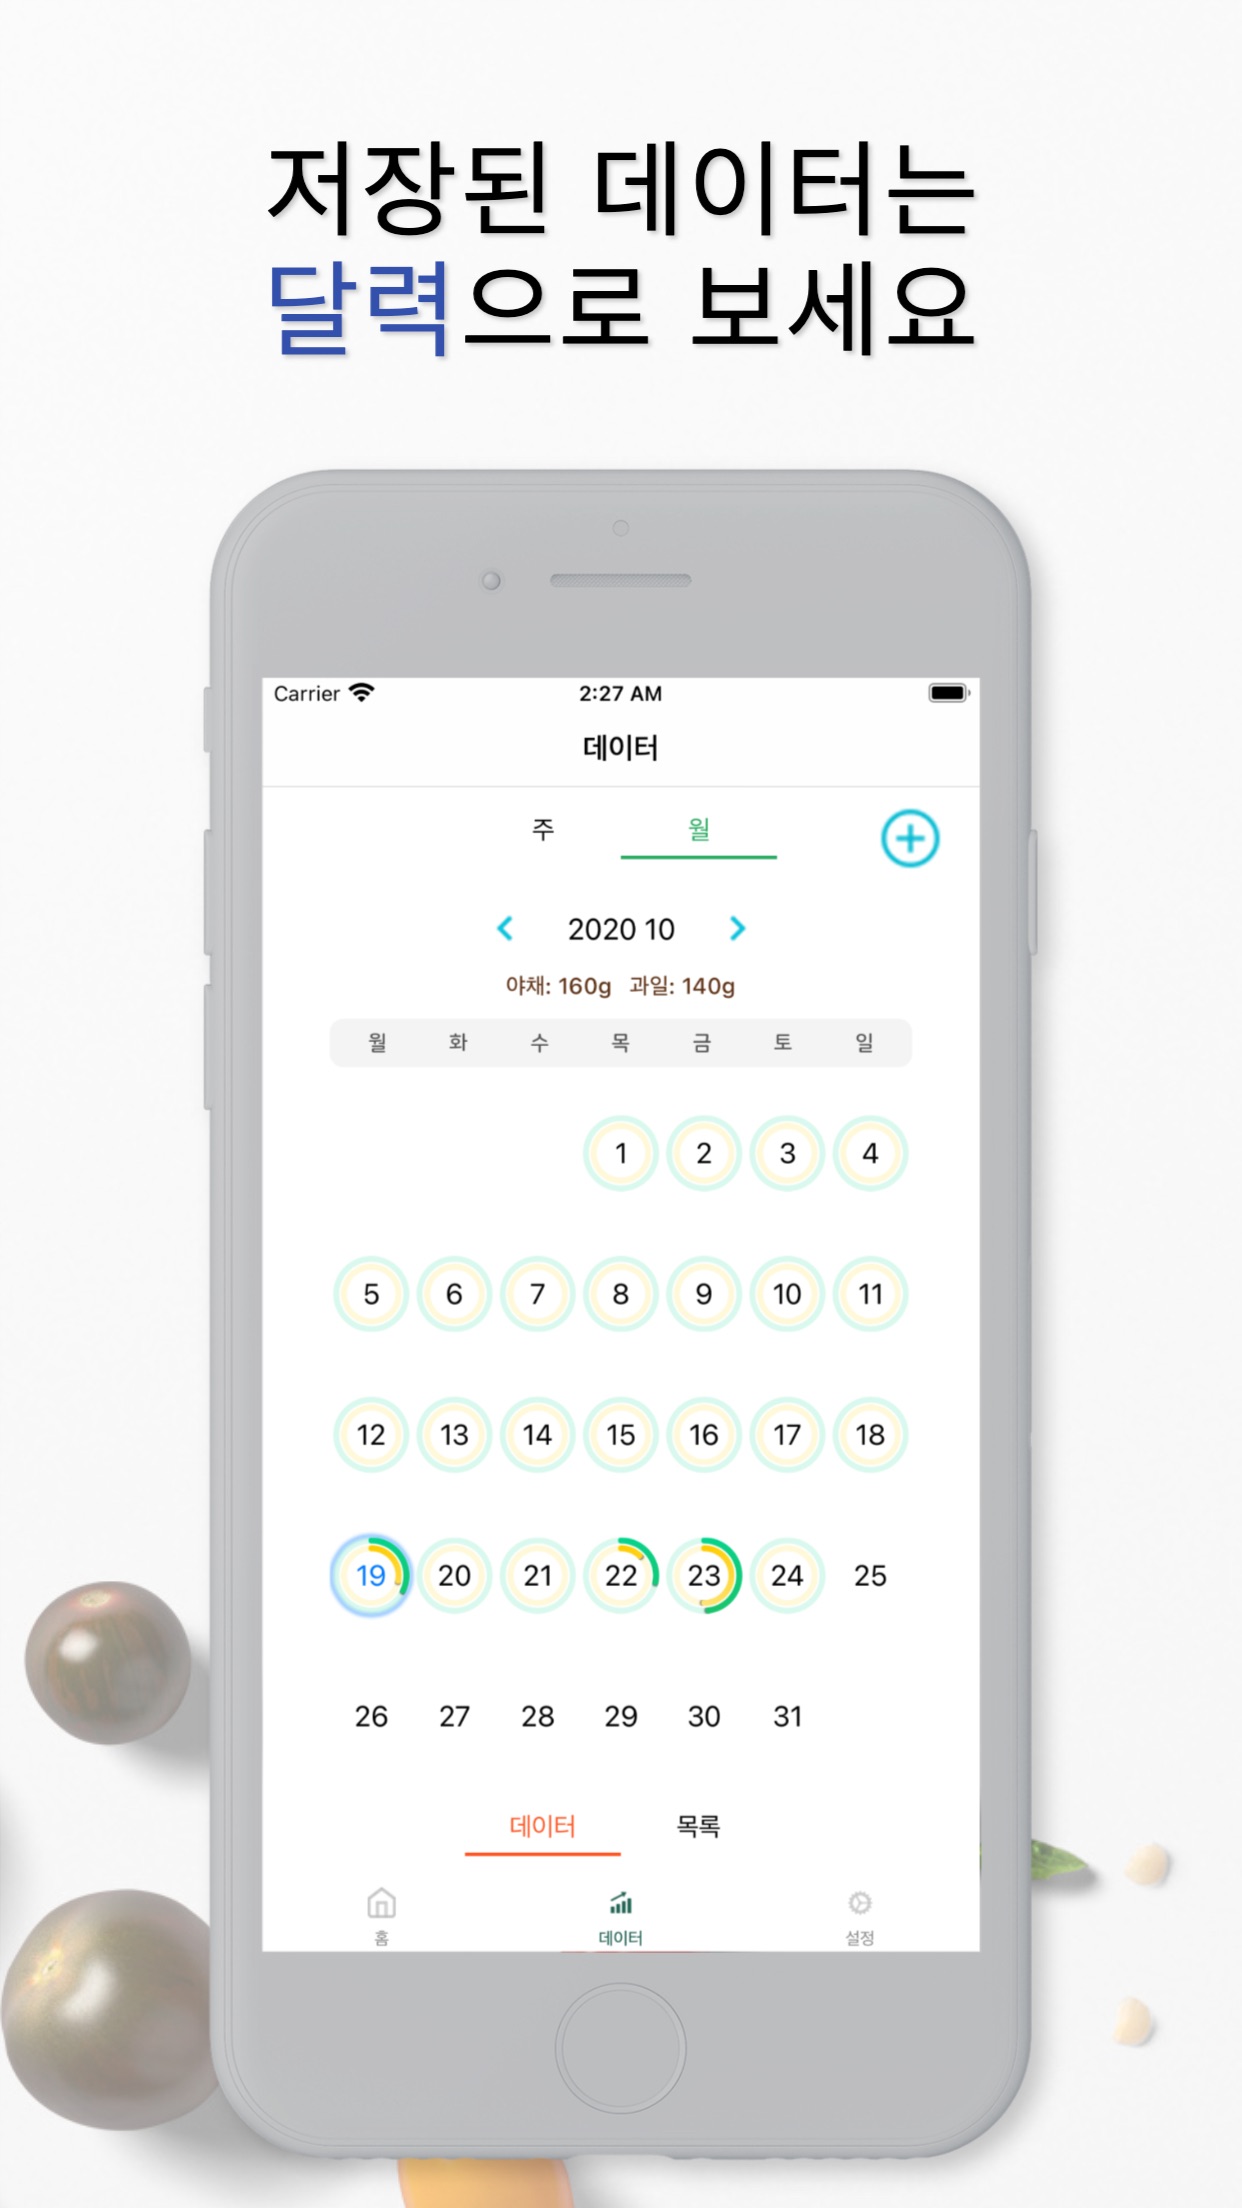 저장된 데이터는
달력으로 보세요
Carrier 2:27 AM
데이터
주 월
2020 10
야채: 160g 과일: 140g
월 화 수 목 금 토 일
1 2 3 4
5 6 7 8 9 10 11
12 13 14 15 16 17 18
19 20 21 22 23 24 25
26 27 28 29 30 31
데이터 목록
홈 데이터 설정